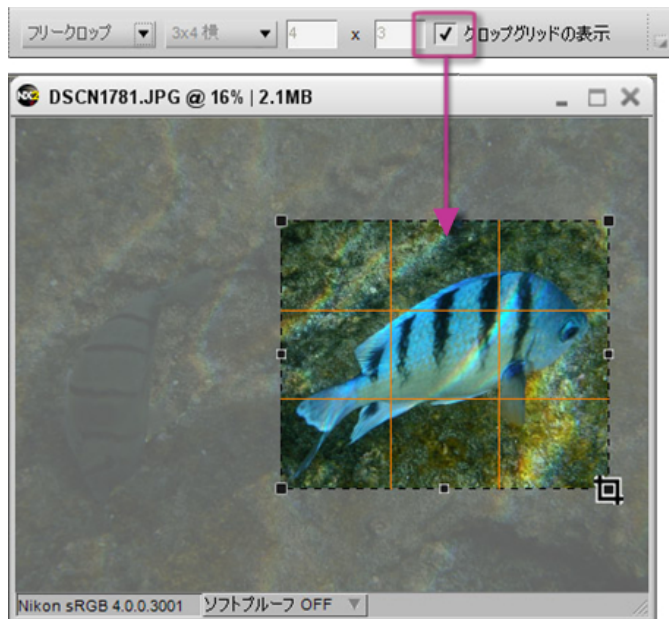 フリークロップ 3x4 横 4 x 3 クロップグリッドの表示
NX2 DSCN1781.JPG @ 16% | 2.1MB
Nikon sRGB 4.0.0.3001 ソフトプルーフ OFF